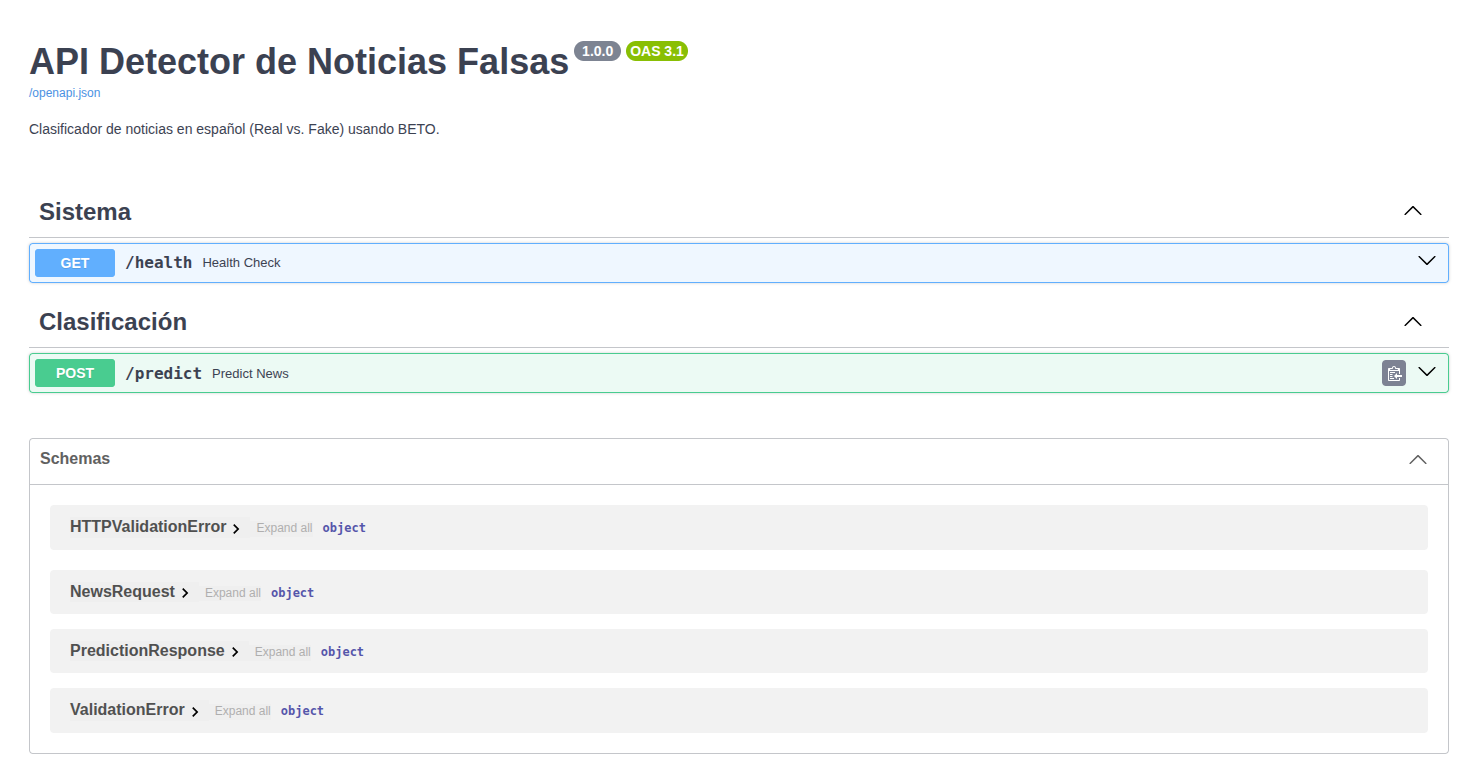 API Detector de Noticias Falsas 1.0.0 OAS 3.1
/openapi.json
Clasificador de noticias en español (Real vs. Fake) usando BETO.
Sistema
GET /health Health Check
Clasificación
POST /predict Predict News
Schemas
HTTPValidationError Expand all object
NewsRequest Expand all object
PredictionResponse Expand all object
ValidationError Expand all object